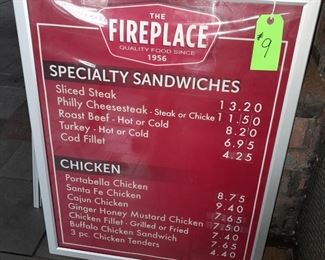 THE
FIREPLACE
QUALITY FOOD SINCE
1956
#9
SPECIALTY SANDWICHES
Sliced Steak 13.20
Philly Cheesesteak - Steak or Chicke 11.50
Roast Beef - Hot or Cold 8.20
Turkey - Hot or Cold 6.95
Cod Fillet 4.25
CHICKEN
Portabella Chicken 8.75
Santa Fe Chicken 9.40
Cajun Chicken 7.65
Ginger Honey Mustard Chicken 7.50
Chicken Fillet - Grilled or Fried 7.40
Buffalo Chicken Sandwich 7.65
3 pc. Chicken Tenders 4.40